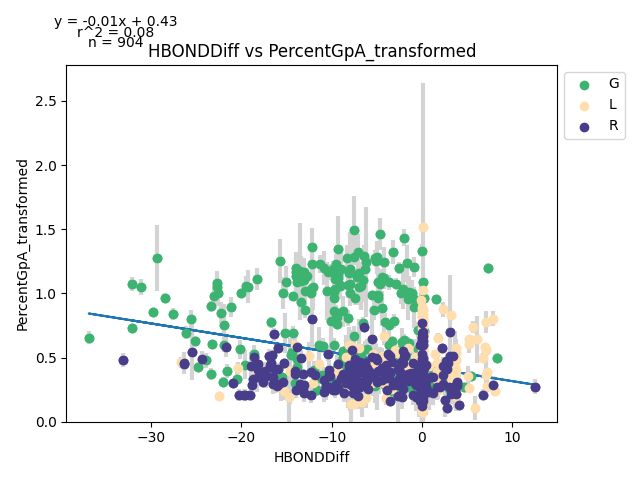 y = -0.01x + 0.43
r^2 = 0.08
n = 904
HBONDDiff vs PercentGpA_transformed
G
L
R
PercentGpA_transformed
2.5
2.0
1.5
1.0
0.5
0.0
−30
−20
−10
0
10
HBONDDiff